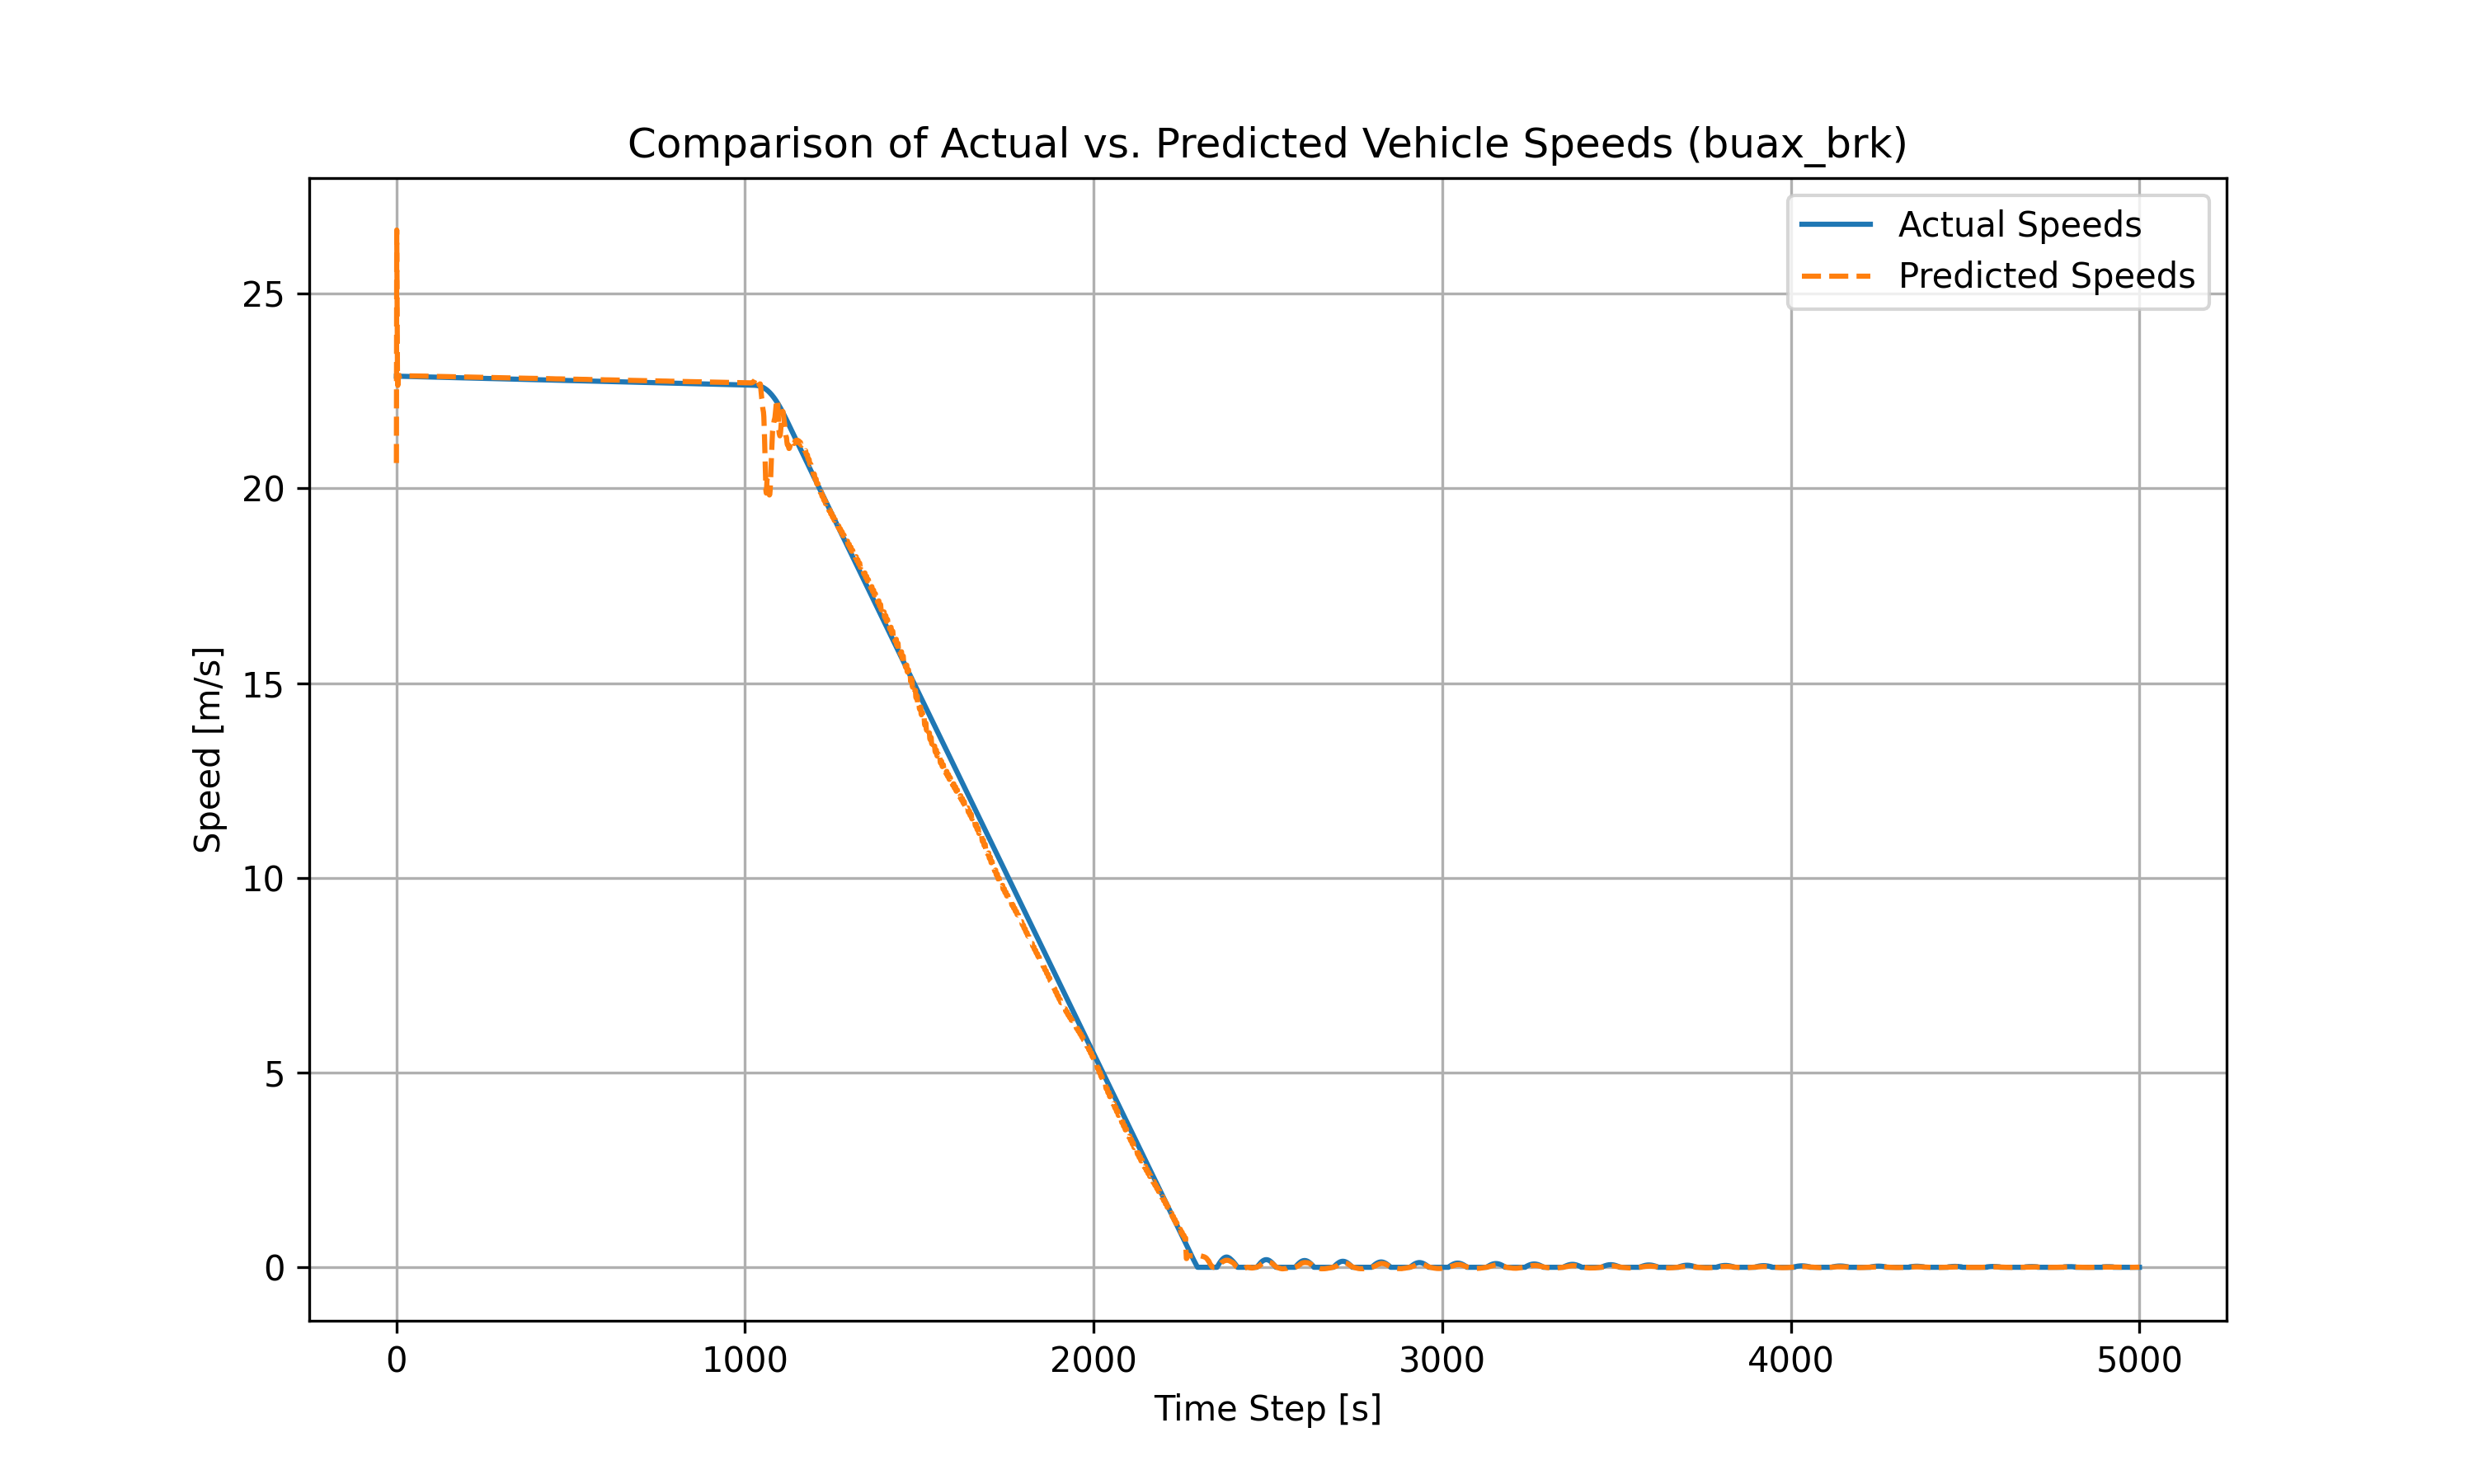 Comparison of Actual vs. Predicted Vehicle Speeds (buax_brk)
Actual Speeds
Predicted Speeds
25
20
15
10
5
0
Speed [m/s]
0 1000 2000 3000 4000 5000
Time Step [s]